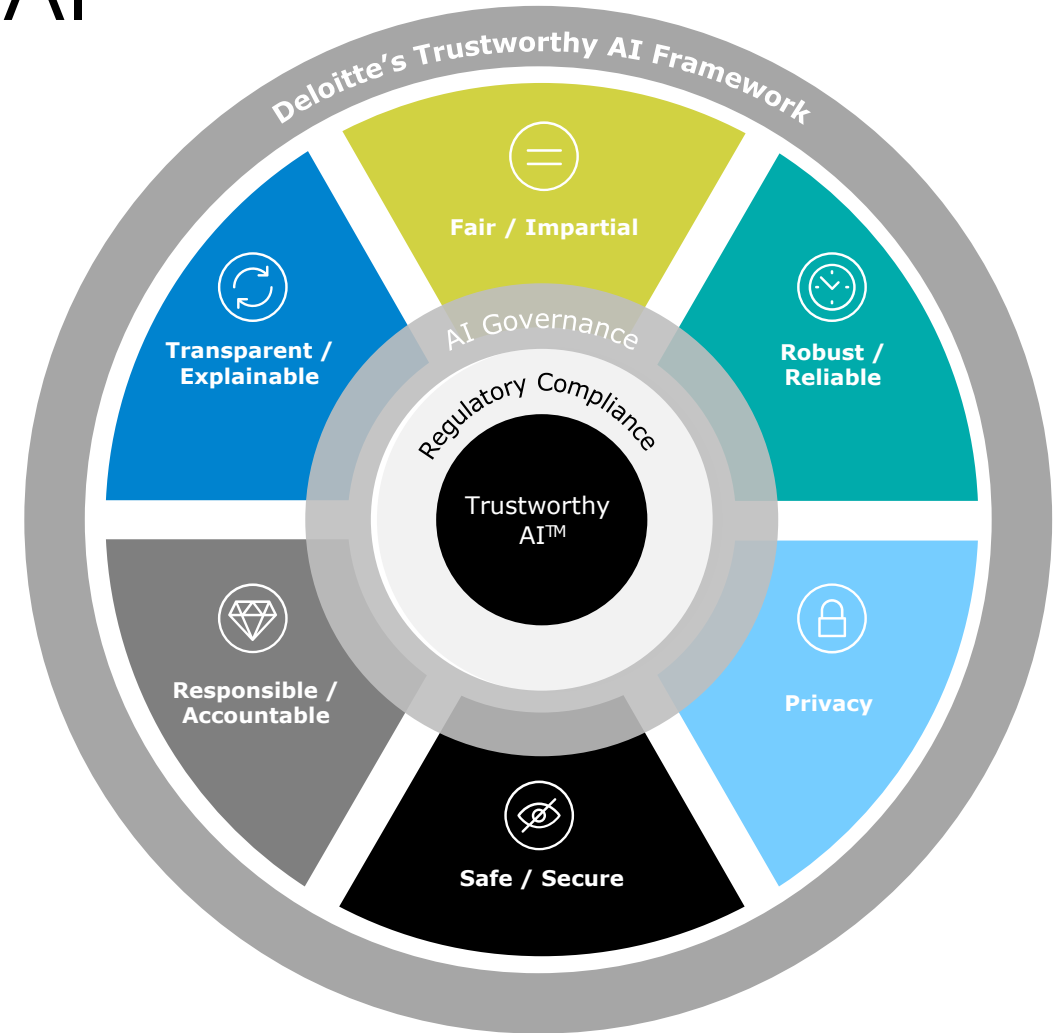 AI
Deloitte’s Trustworthy AI Framework
Fair / Impartial
Transparent /
Explainable
Robust /
Reliable
AI Governance
Regulatory Compliance
Trustworthy
AI™
Responsible /
Accountable
Privacy
Safe / Secure